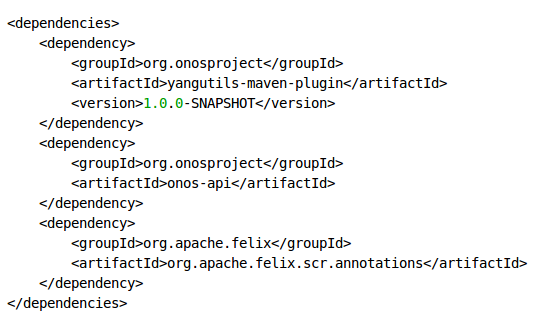 <dependencies>
    <dependency>
        <groupId>org.onosproject</groupId>
        <artifactId>yangutils-maven-plugin</artifactId>
        <version>1.0.0-SNAPSHOT</version>
    </dependency>
    <dependency>
        <groupId>org.onosproject</groupId>
        <artifactId>onos-api</artifactId>
    </dependency>
    <dependency>
        <groupId>org.apache.felix</groupId>
        <artifactId>org.apache.felix.scr.annotations</artifactId>
    </dependency>
</dependencies>